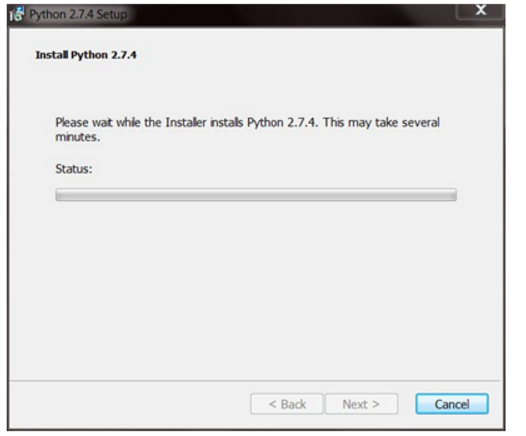 Python 2.7.4 Setup
Install Python 2.7.4
Please wait while the Installer installs Python 2.7.4. This may take several
minutes.
Status:
< Back
Next >
Cancel